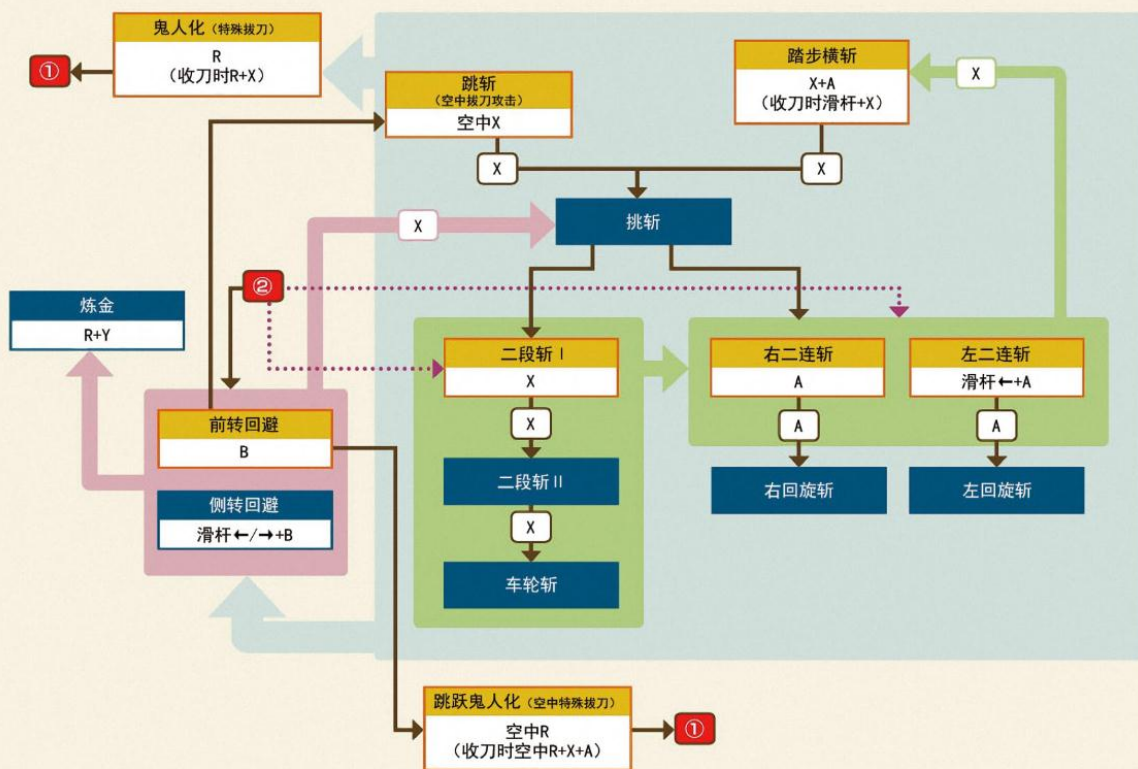 鬼人化（特殊拔刀）
R
（收刀时R+X）
①
跳斩
（空中拔刀攻击）
空中X
踏步横斩
X+A
（收刀时滑杆+X）
X
X
X
X
挑斩
②
炼金
R+Y
二段斩Ⅰ
X
右二连斩
A
左二连斩
滑杆←+A
前转回避
B
X
A
A
二段斩Ⅱ
右回旋斩
左回旋斩
侧转回避
滑杆←/→+B
X
车轮斩
跳跃鬼人化（空中特殊拔刀）
空中R
（收刀时空中R+X+A）
①